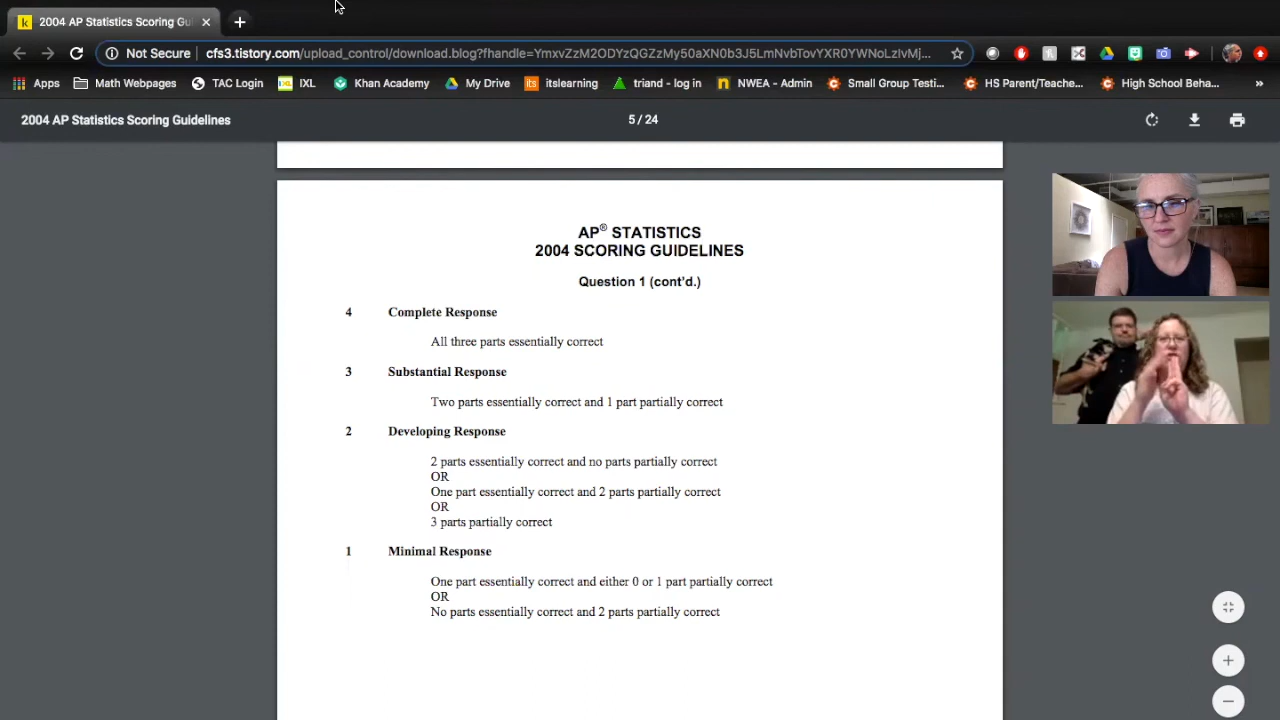 k 2004 AP Statistics Scoring Gui
Not Secure cfs3.tistory.com/upload_control/download.blog?fhandle=YmxvZzM2ODYzQGZzMy50aXN0b3J5LmNvbTovYXR0YWNoLzIvMj...
Apps Math Webpages TAC Login IXL IXL Khan Academy My Drive its itslearning triand - log in n NWEA - Admin Small Group Testi... HS Parent/Teache... High School Beha... »
2004 AP Statistics Scoring Guidelines 5 / 24
AP® STATISTICS
2004 SCORING GUIDELINES
Question 1 (cont'd.)
4 Complete Response
All three parts essentially correct
3 Substantial Response
Two parts essentially correct and 1 part partially correct
2 Developing Response
2 parts essentially correct and no parts partially correct
OR
One part essentially correct and 2 parts partially correct
OR
3 parts partially correct
1 Minimal Response
One part essentially correct and either 0 or 1 part partially correct
OR
No parts essentially correct and 2 parts partially correct